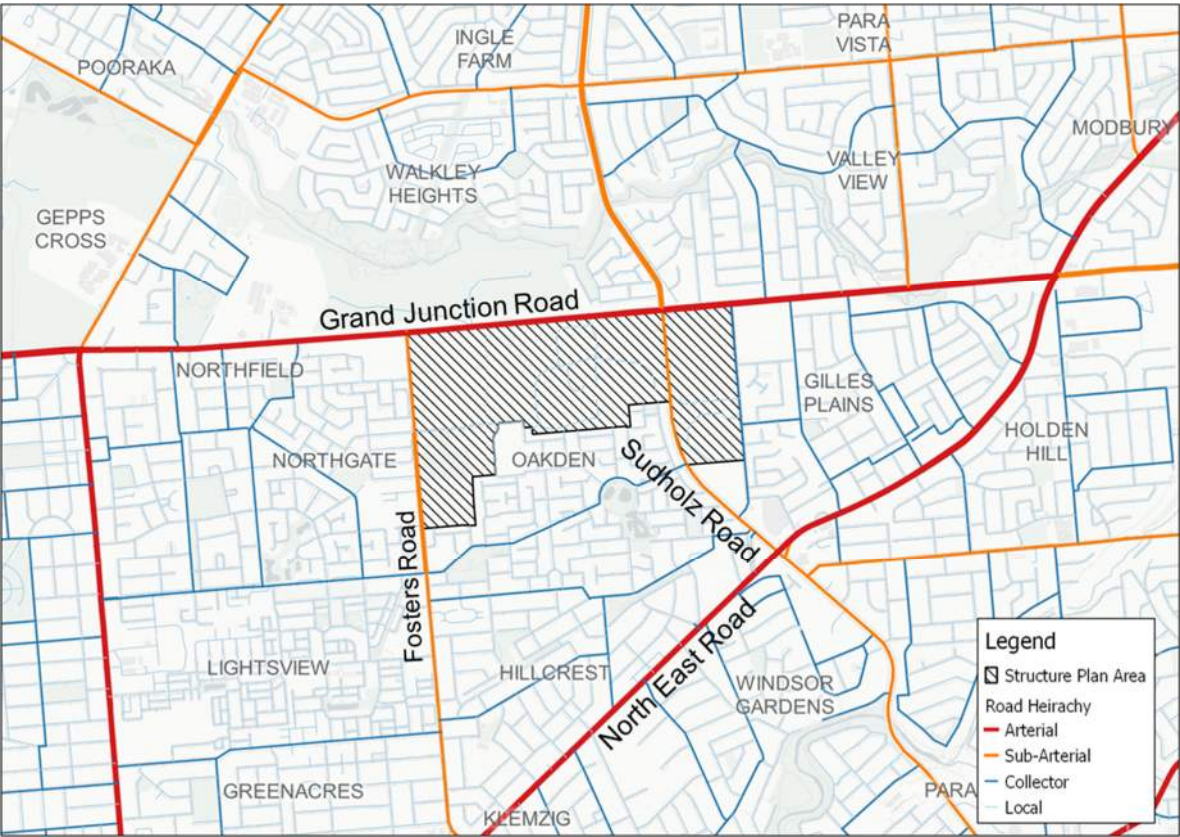 POORAKA
INGLE
FARM
PARA
VISTA
WALKLEY
HEIGHTS
VALLEY
VIEW
MODBURY
GEPPS
CROSS
Grand Junction Road
NORTHFIELD
GILLES
PLAINS
HOLDEN
HILL
NORTHGATE
OAKDEN
Sudholz Road
Fosters Road
LIGHTSVIEW
HILLCREST
North East Road
WINDSOR
GARDENS
GREENACRES
KLEMZIG
PARA
Legend
Structure Plan Area
Road Heirachy
Arterial
Sub-Arterial
Collector
Local